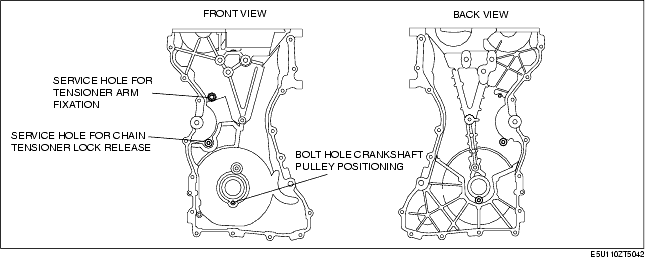 FRONT VIEW
BACK VIEW
SERVICE HOLE FOR
TENSIONER ARM
FIXATION
SERVICE HOLE FOR CHAIN
TENSIONER LOCK RELEASE
BOLT HOLE CRANKSHAFT
PULLEY POSITIONING
E5U110ZT5042